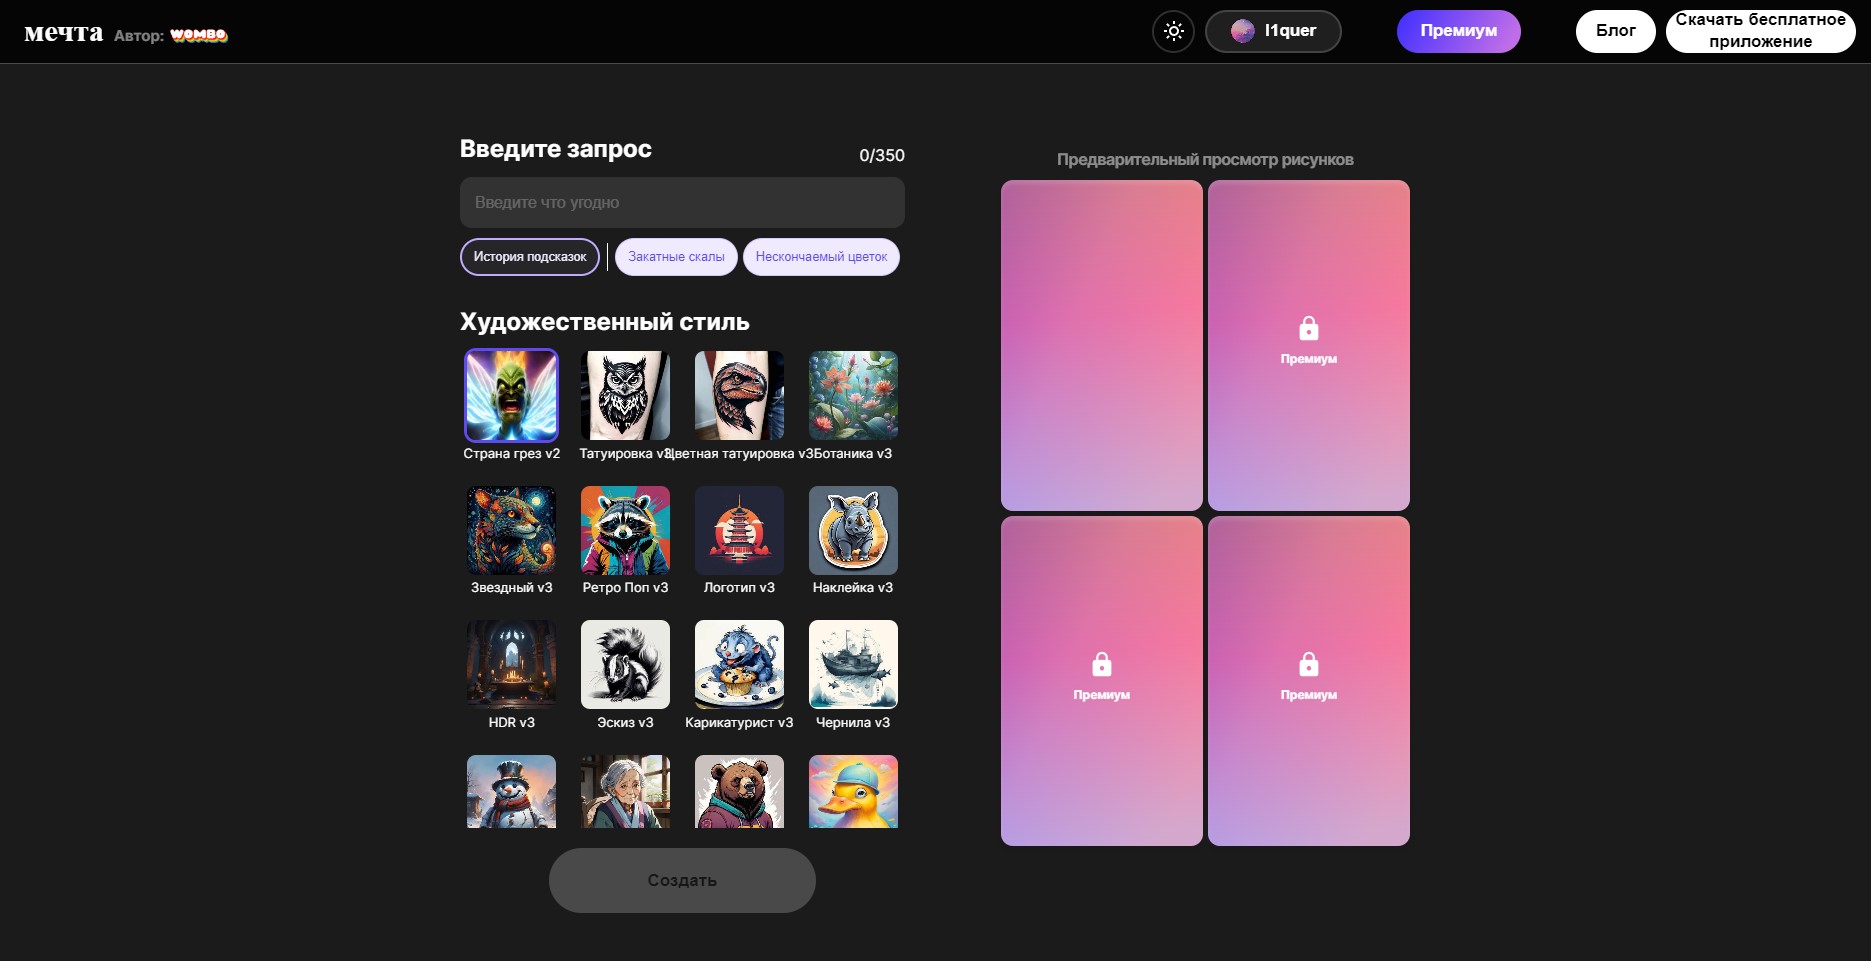 мечта Автор: WOMBO
l1quer
Премиум
Блог
Скачать бесплатное
приложение
Введите запрос
0/350
Введите что угодно
История подсказок
Закатные скалы
Нескончаемый цветок
Художественный стиль
Страна грез v2
Татуировка v3
Цветная татуировка v3
Ботаника v3
Звездный v3
Ретро Поп v3
Логотип v3
Наклейка v3
HDR v3
Эскиз v3
Карикатурист v3
Чернила v3
Создать
Предварительный просмотр рисунков
Премиум
Премиум
Премиум